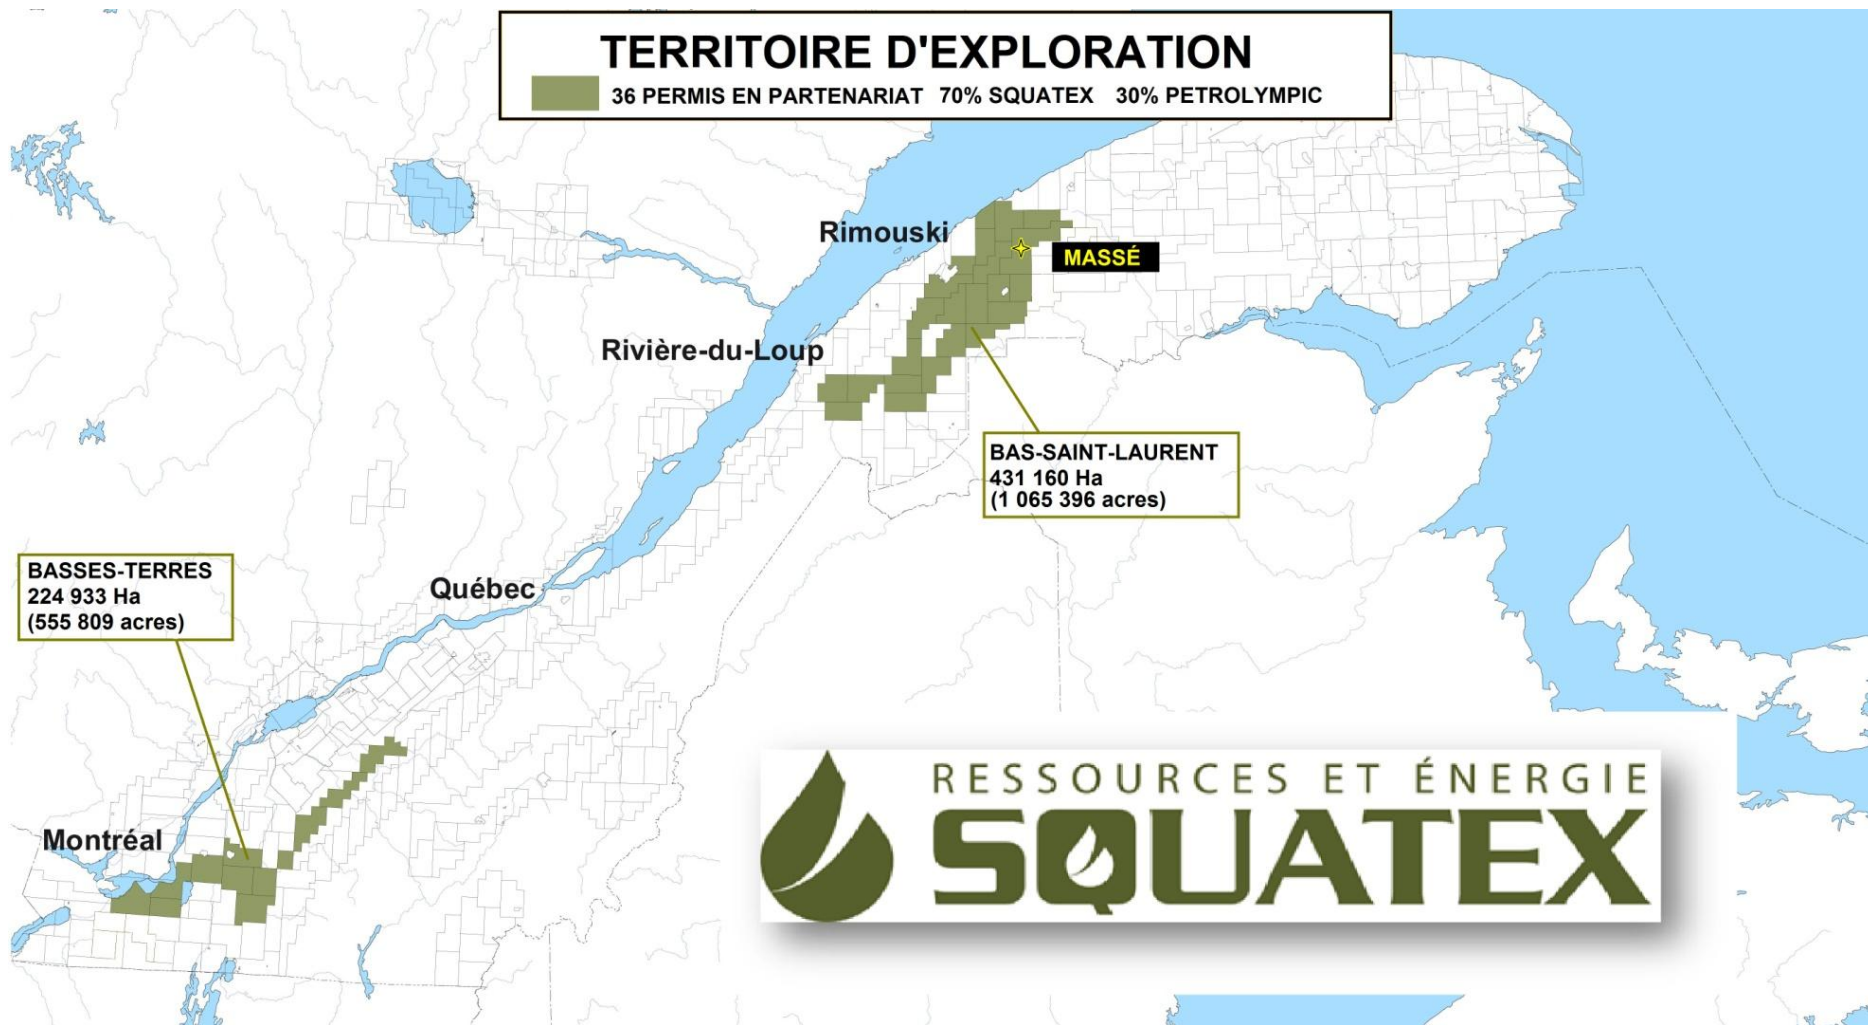 TERRITOIRE D'EXPLORATION
36 PERMIS EN PARTENARIAT 70% SQUATEX 30% PETROLYMPIC
Rimouski
MASSÉ
Rivière-du-Loup
BAS-SAINT-LAURENT
431 160 Ha
(1 065 396 acres)
BASSES-TERRES
224 933 Ha
(555 809 acres)
Québec
Montréal
RESSOURCES ET ÉNERGIE
SQUATEX